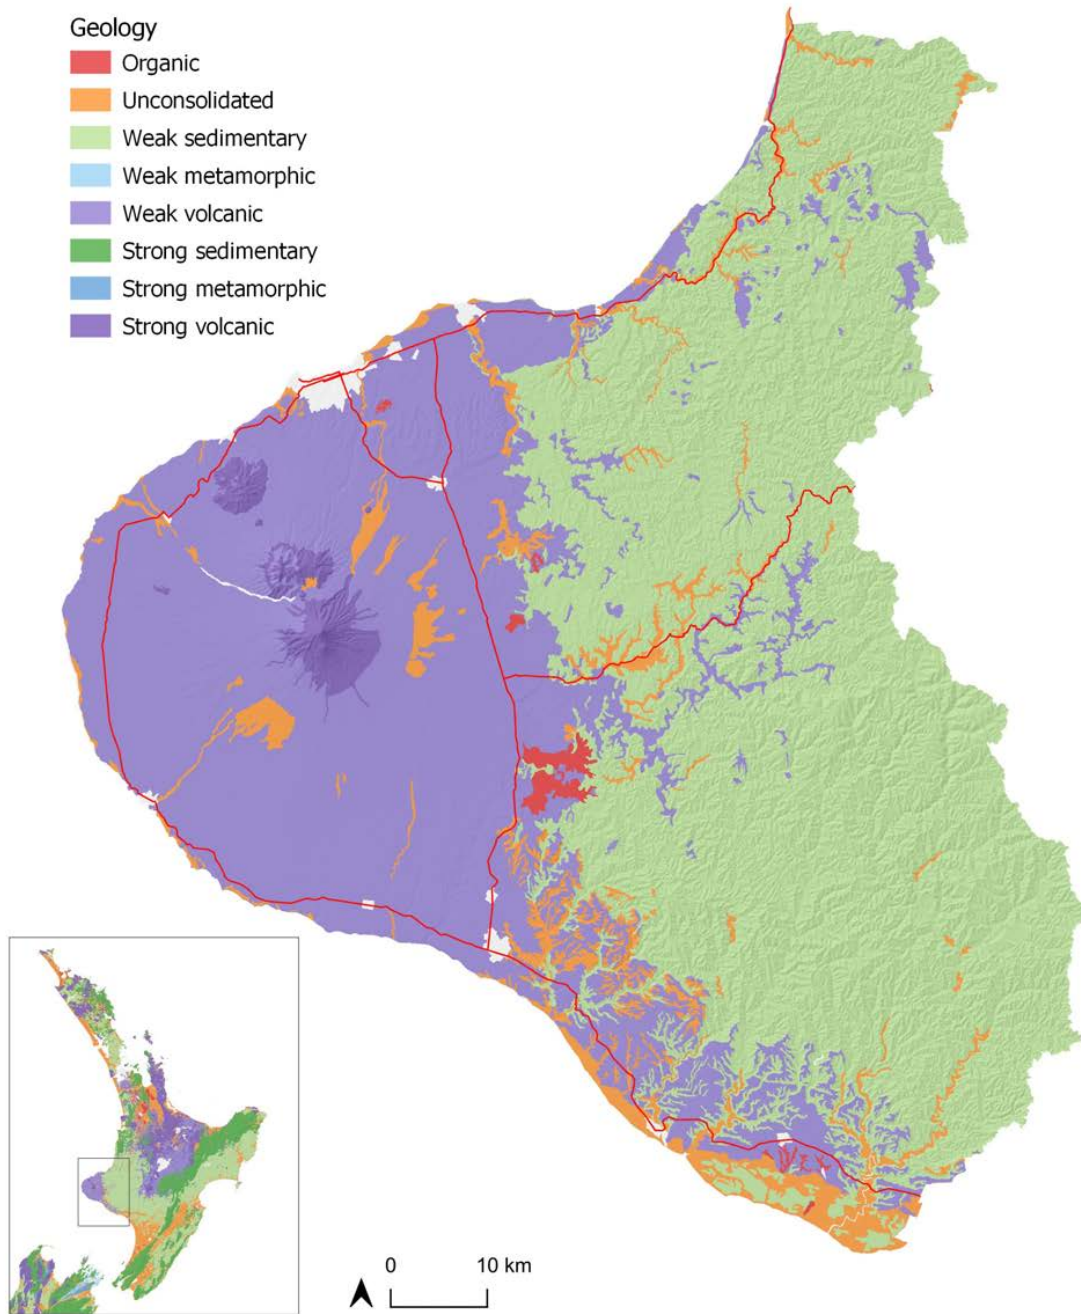 Geology
Organic
Unconsolidated
Weak sedimentary
Weak metamorphic
Weak volcanic
Strong sedimentary
Strong metamorphic
Strong volcanic
0 10 km